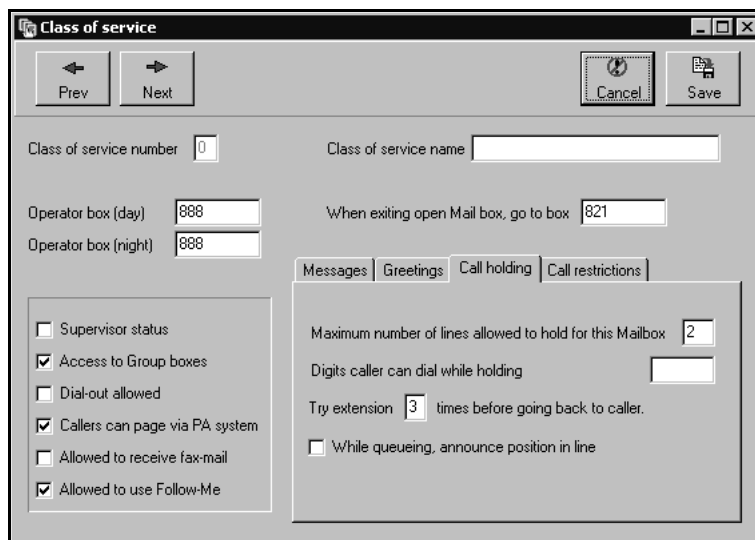 Class of service
Prev
Next
Cancel
Save
Class of service number 0
Class of service name
Operator box (day) 888
When exiting open Mail box, go to box 821
Operator box (night) 888
Messages Greetings Call holding Call restrictions
Supervisor status
Access to Group boxes
Dial-out allowed
Callers can page via PA system
Allowed to receive fax-mail
Allowed to use Follow-Me
Maximum number of lines allowed to hold for this Mailbox 2
Digits caller can dial while holding
Try extension 3 times before going back to caller.
While queueing, announce position in line